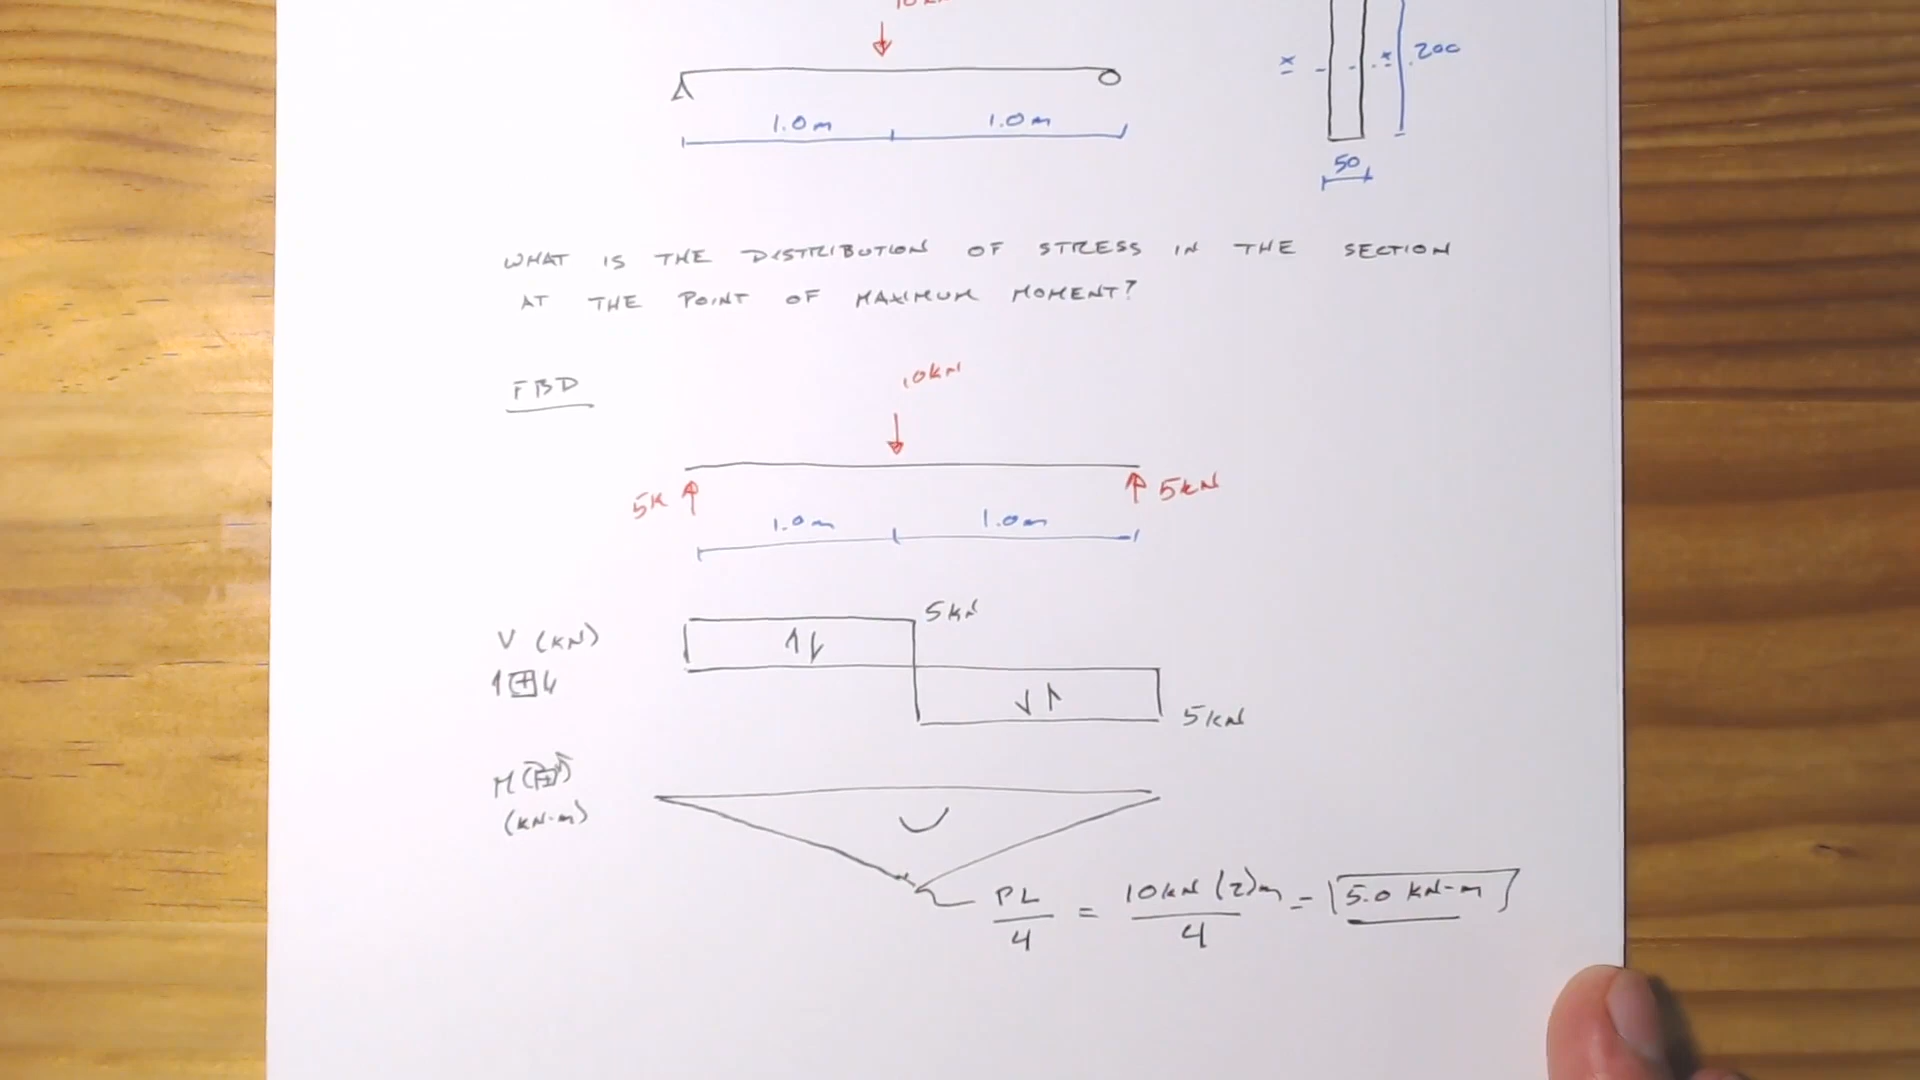 200
1.0m 1.0m
x x
50
WHAT IS THE DISTRIBUTION OF STRESS IN THE SECTION
AT THE POINT OF MAXIMUM MOMENT?
FBD
10kN
5k 5kN
1.0m 1.0m
5kN
V (kN)
+
5kN
M (+)
(kN-m)
PL/4 = 10kN (2)m/4 = 5.0 kN-m